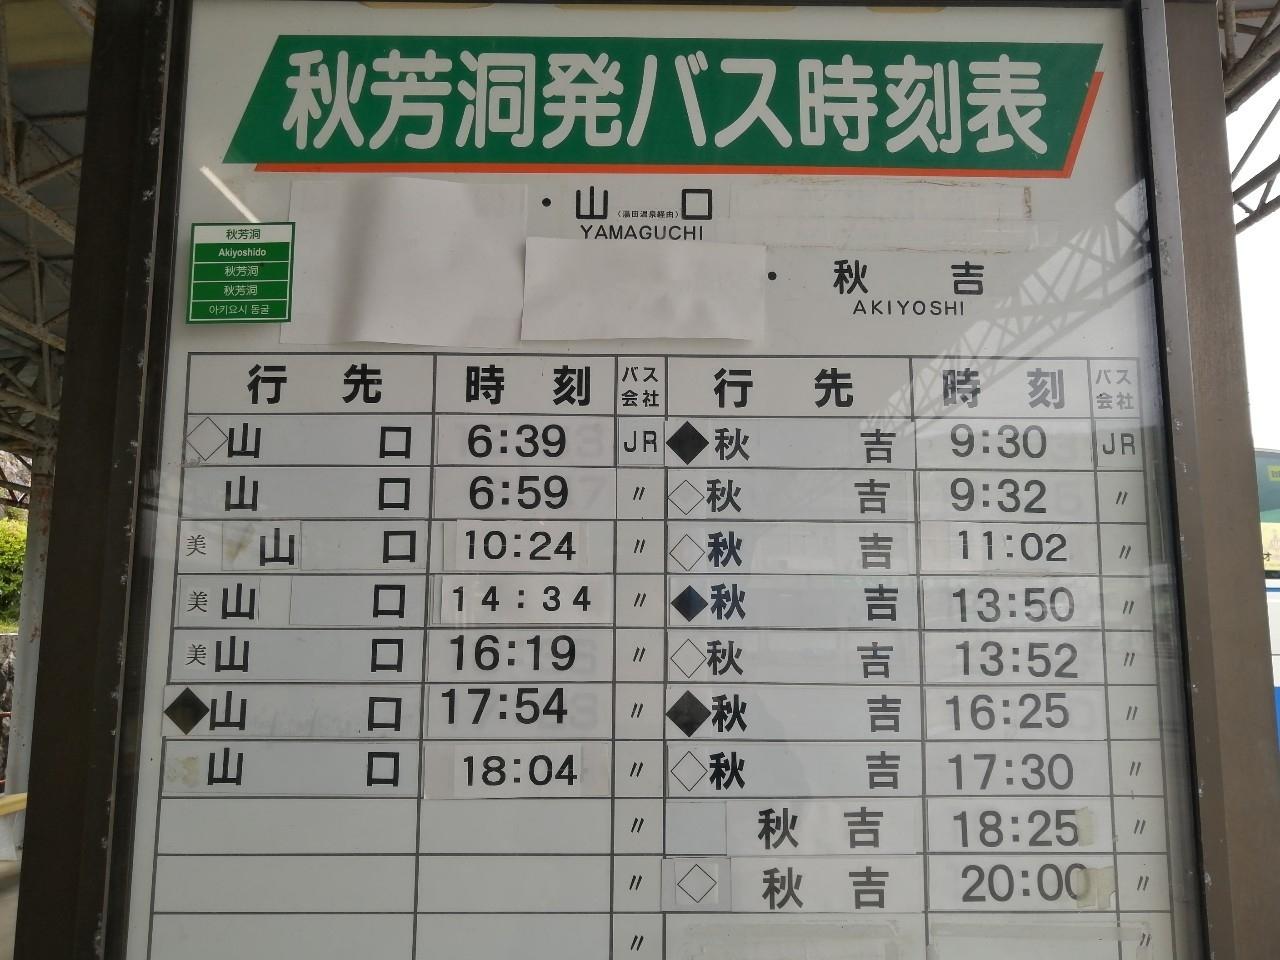 秋芳洞発バス時刻表
・山(湯田温泉経由)口
YAMAGUCHI
秋芳洞
Akiyoshido
秋芳洞
秋芳洞
아키요시 동굴
・秋 吉
AKIYOSHI
行 先 時 刻 バス会社 行 先 時 刻 バス会社
◇山 口 6:39 JR ◆秋 吉 9:30 JR
山 口 6:59 〃 ◇秋 吉 9:32 〃
美 山 口 10:24 〃 ◇秋 吉 11:02 〃
美 山 口 14:34 〃 ◆秋 吉 13:50 〃
美 山 口 16:19 〃 ◇秋 吉 13:52 〃
◆山 口 17:54 〃 ◆秋 吉 16:25 〃
山 口 18:04 〃 ◇秋 吉 17:30 〃
〃 秋 吉 18:25 〃
〃 ◇ 秋 吉 20:00 〃
〃 〃